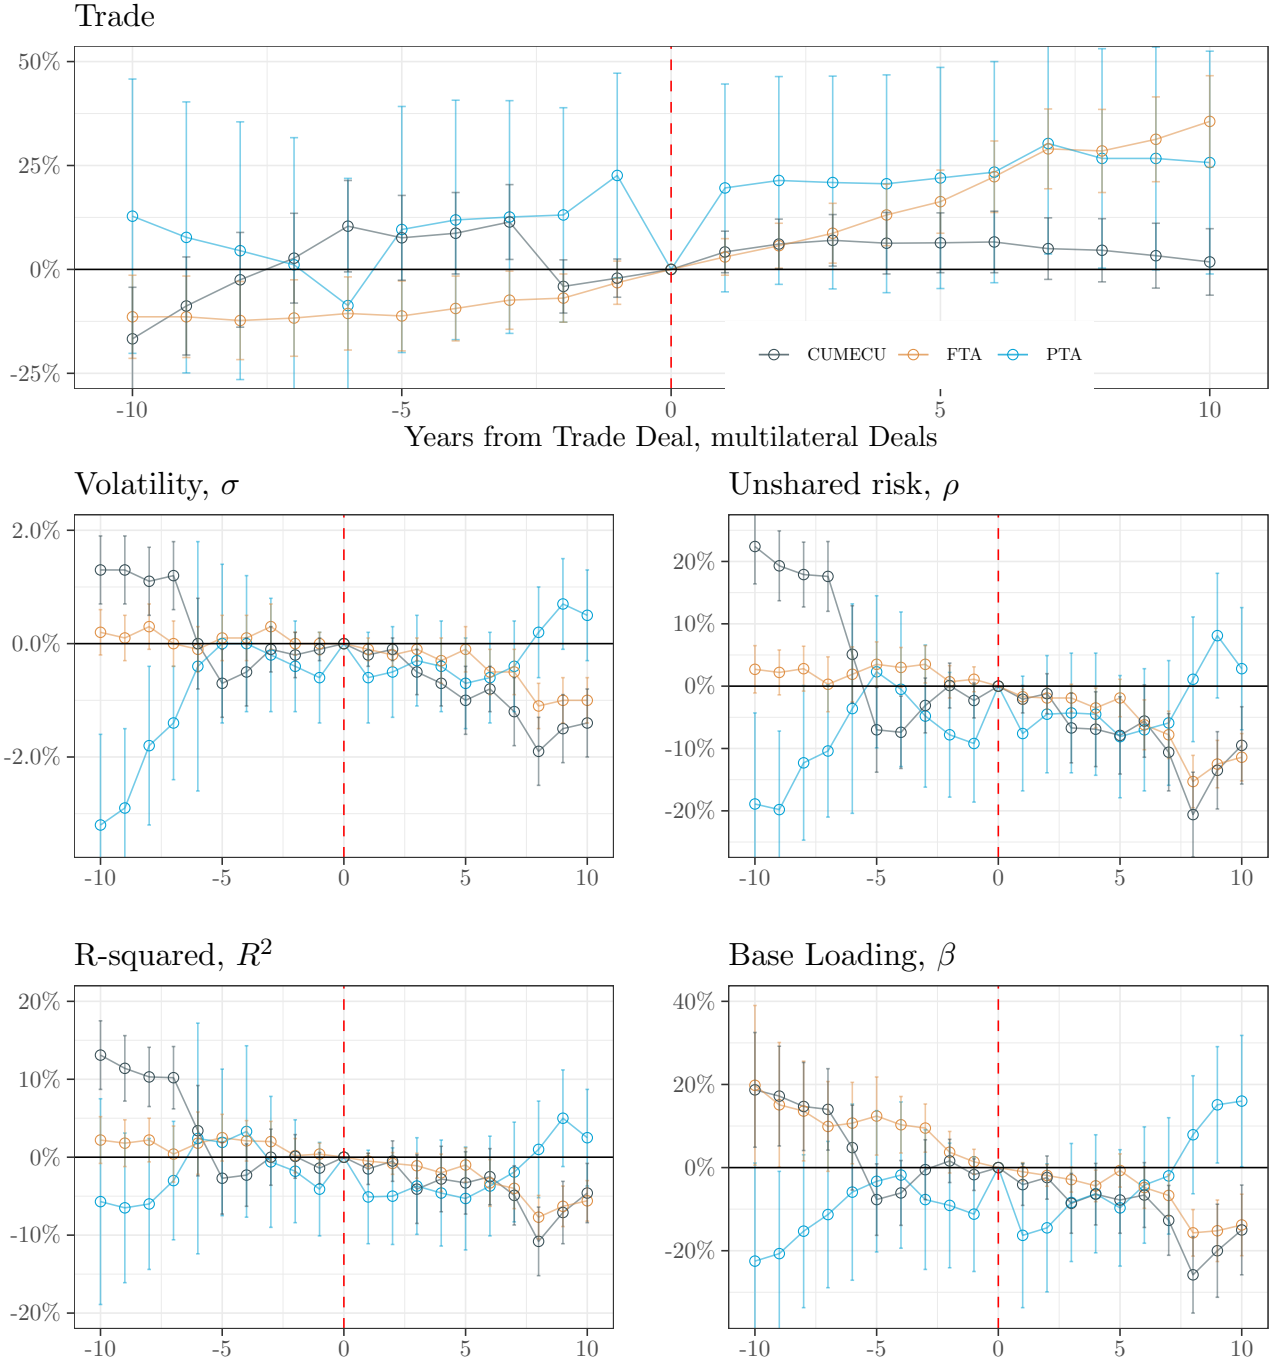 Trade
50%
25%
0%
-25%
CUMECU FTA PTA
-10 -5 0 5 10
Years from Trade Deal, multilateral Deals
Volatility, σ
2.0%
0.0%
-2.0%
-10 -5 0 5 10
Unshared risk, ρ
20%
10%
0%
-10%
-20%
-10 -5 0 5 10
R-squared, R²
20%
10%
0%
-10%
-20%
-10 -5 0 5 10
Base Loading, β
40%
20%
0%
-20%
-10 -5 0 5 10